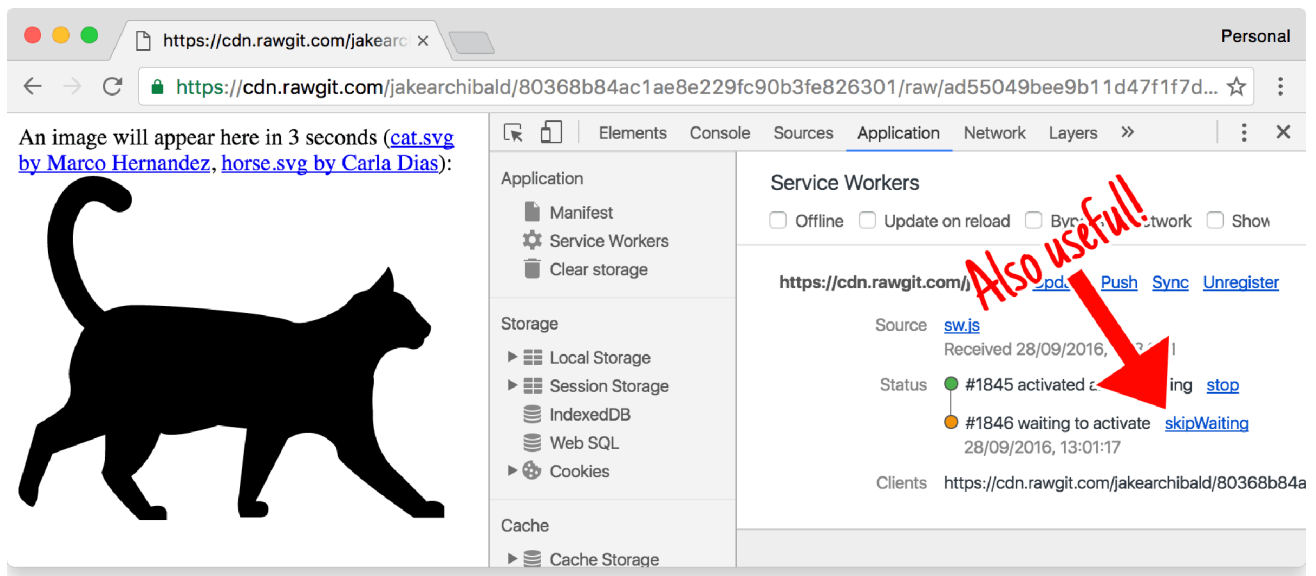 https://cdn.rawgit.com/jakearc
Personal
https://cdn.rawgit.com/jakearchibald/80368b84ac1ae8e229fc90b3fe826301/raw/ad55049bee9b11d47f1f7d...
An image will appear here in 3 seconds (cat.svg
by Marco Hernandez, horse.svg by Carla Dias):
Elements Console Sources Application Network Layers
Application
Manifest
Service Workers
Clear storage
Storage
Local Storage
Session Storage
IndexedDB
Web SQL
Cookies
Cache
Cache Storage
Service Workers
Offline Update on reload Show
Also useful!
https://cdn.rawgit.com/ Push Sync Unregister
Source sw.js
Received 28/09/2016,
Status #1845 activated stop
#1846 waiting to activate skipWaiting
28/09/2016, 13:01:17
Clients https://cdn.rawgit.com/jakearchibald/80368b84a